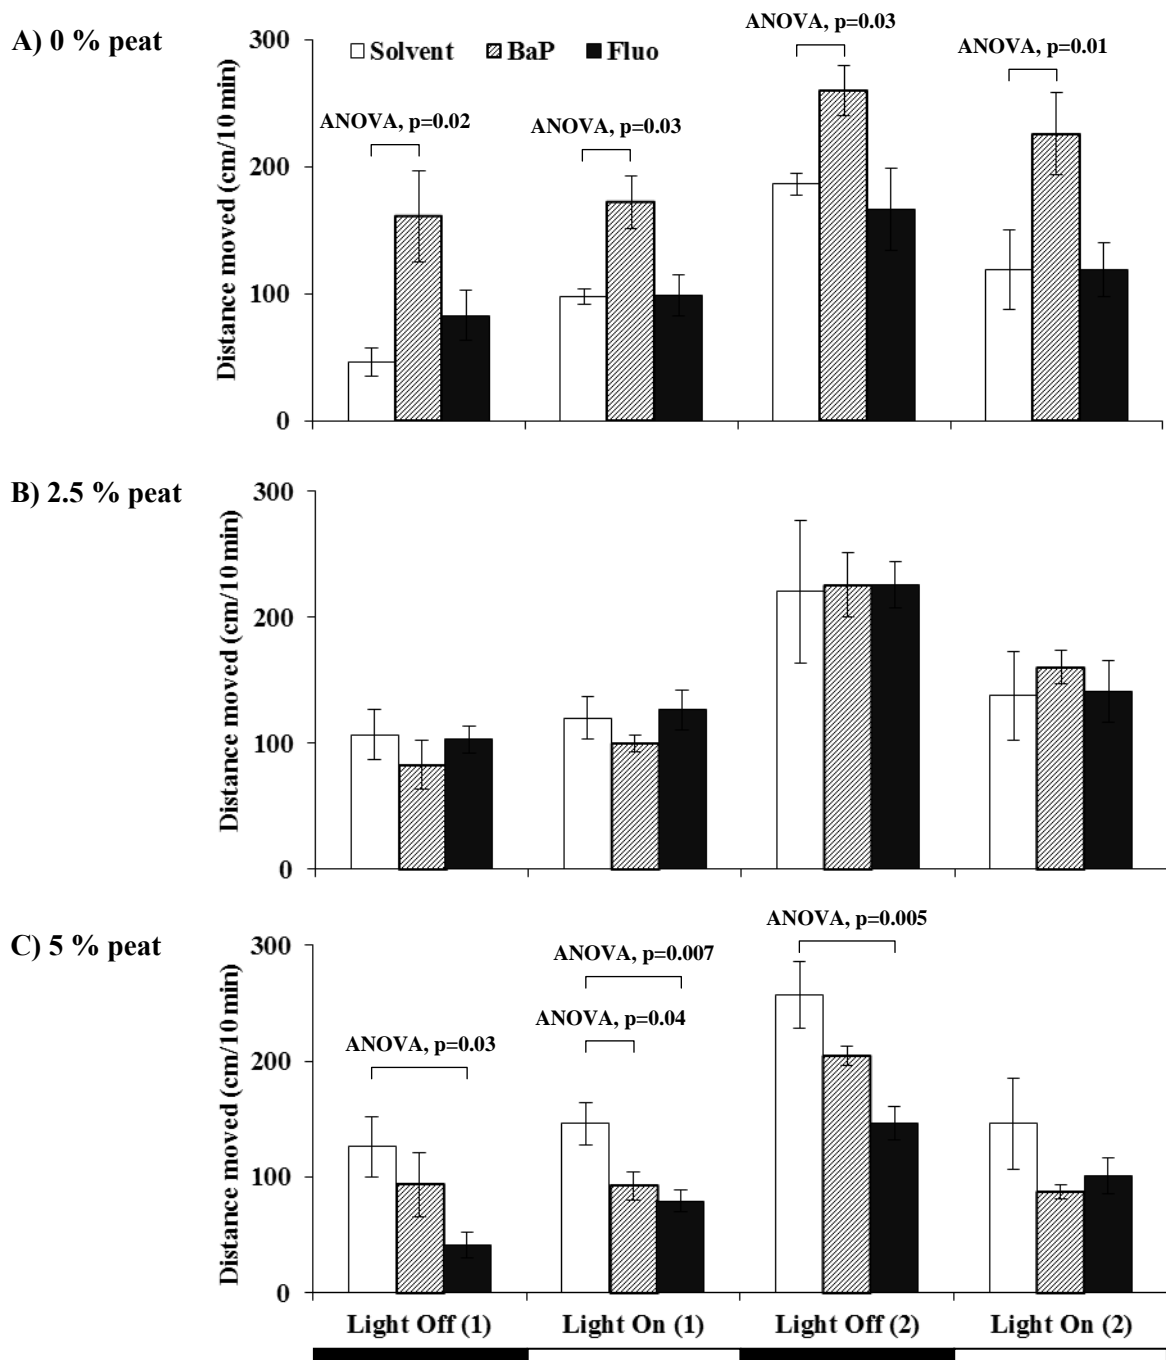 A) 0 % peat
Solvent BaP Fluo
ANOVA, p=0.02
ANOVA, p=0.03
ANOVA, p=0.03
ANOVA, p=0.01
Distance moved (cm/10 min)
300
200
100
0
B) 2.5 % peat
Distance moved (cm/10 min)
300
200
100
0
C) 5 % peat
ANOVA, p=0.03
ANOVA, p=0.007
ANOVA, p=0.04
ANOVA, p=0.005
Distance moved (cm/10 min)
300
200
100
0
Light Off (1) Light On (1) Light Off (2) Light On (2)